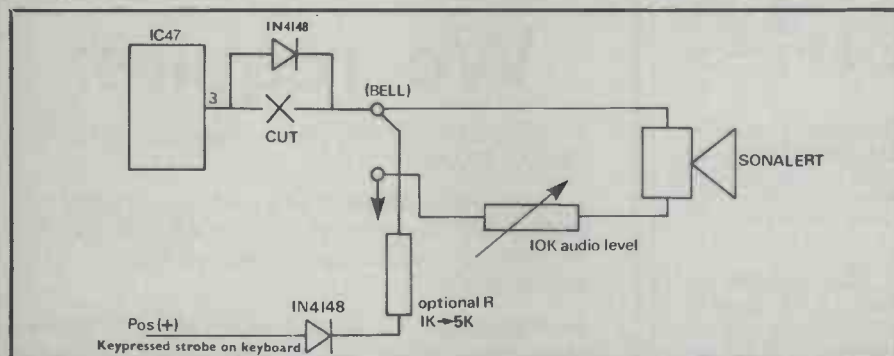 IC47
IN4148
3
(BELL)
CUT
SONALERT
IOK audio level
optional R
IK→5K
IN4148
Pos(+)
Keypressed strobe on keyboard